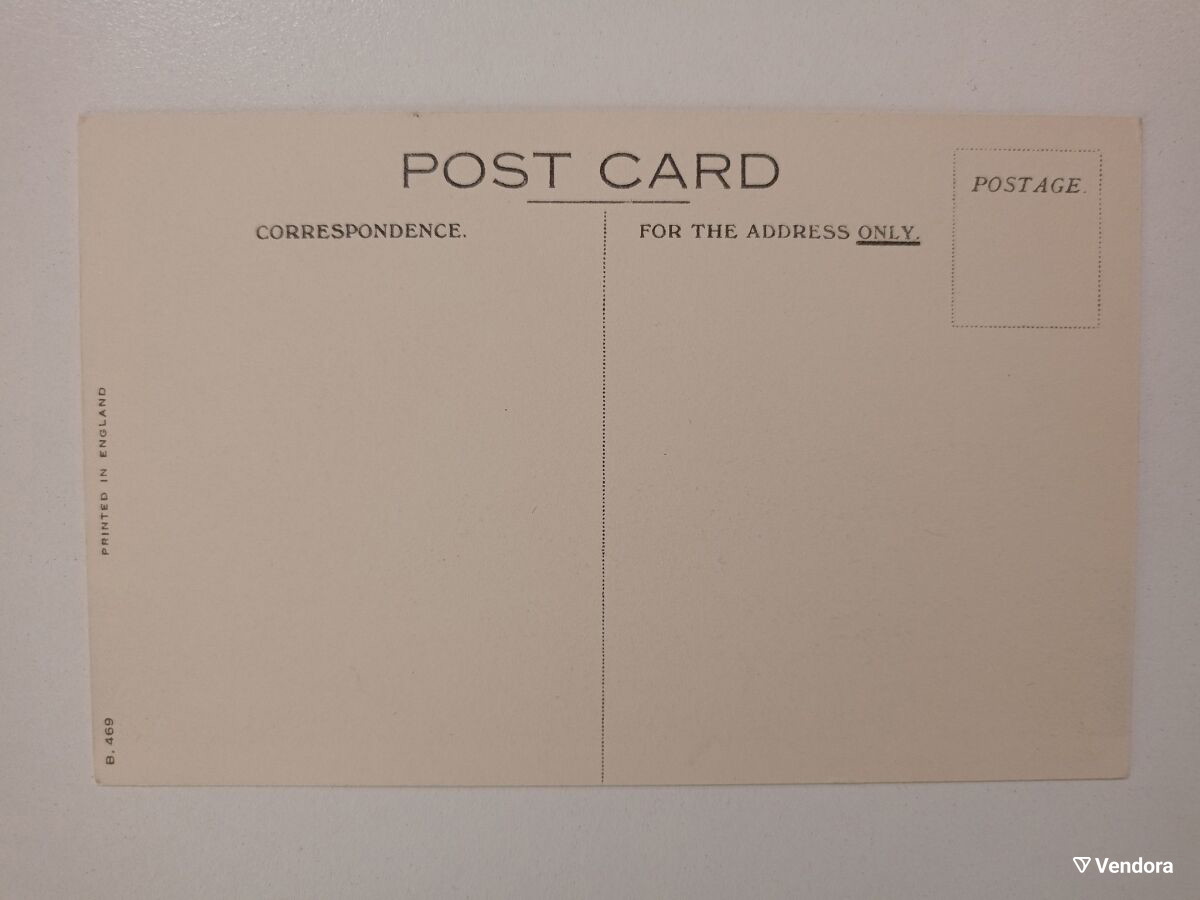 POST CARD
CORRESPONDENCE.
FOR THE ADDRESS ONLY.
POSTAGE.
PRINTED IN ENGLAND
B. 469
Vendora